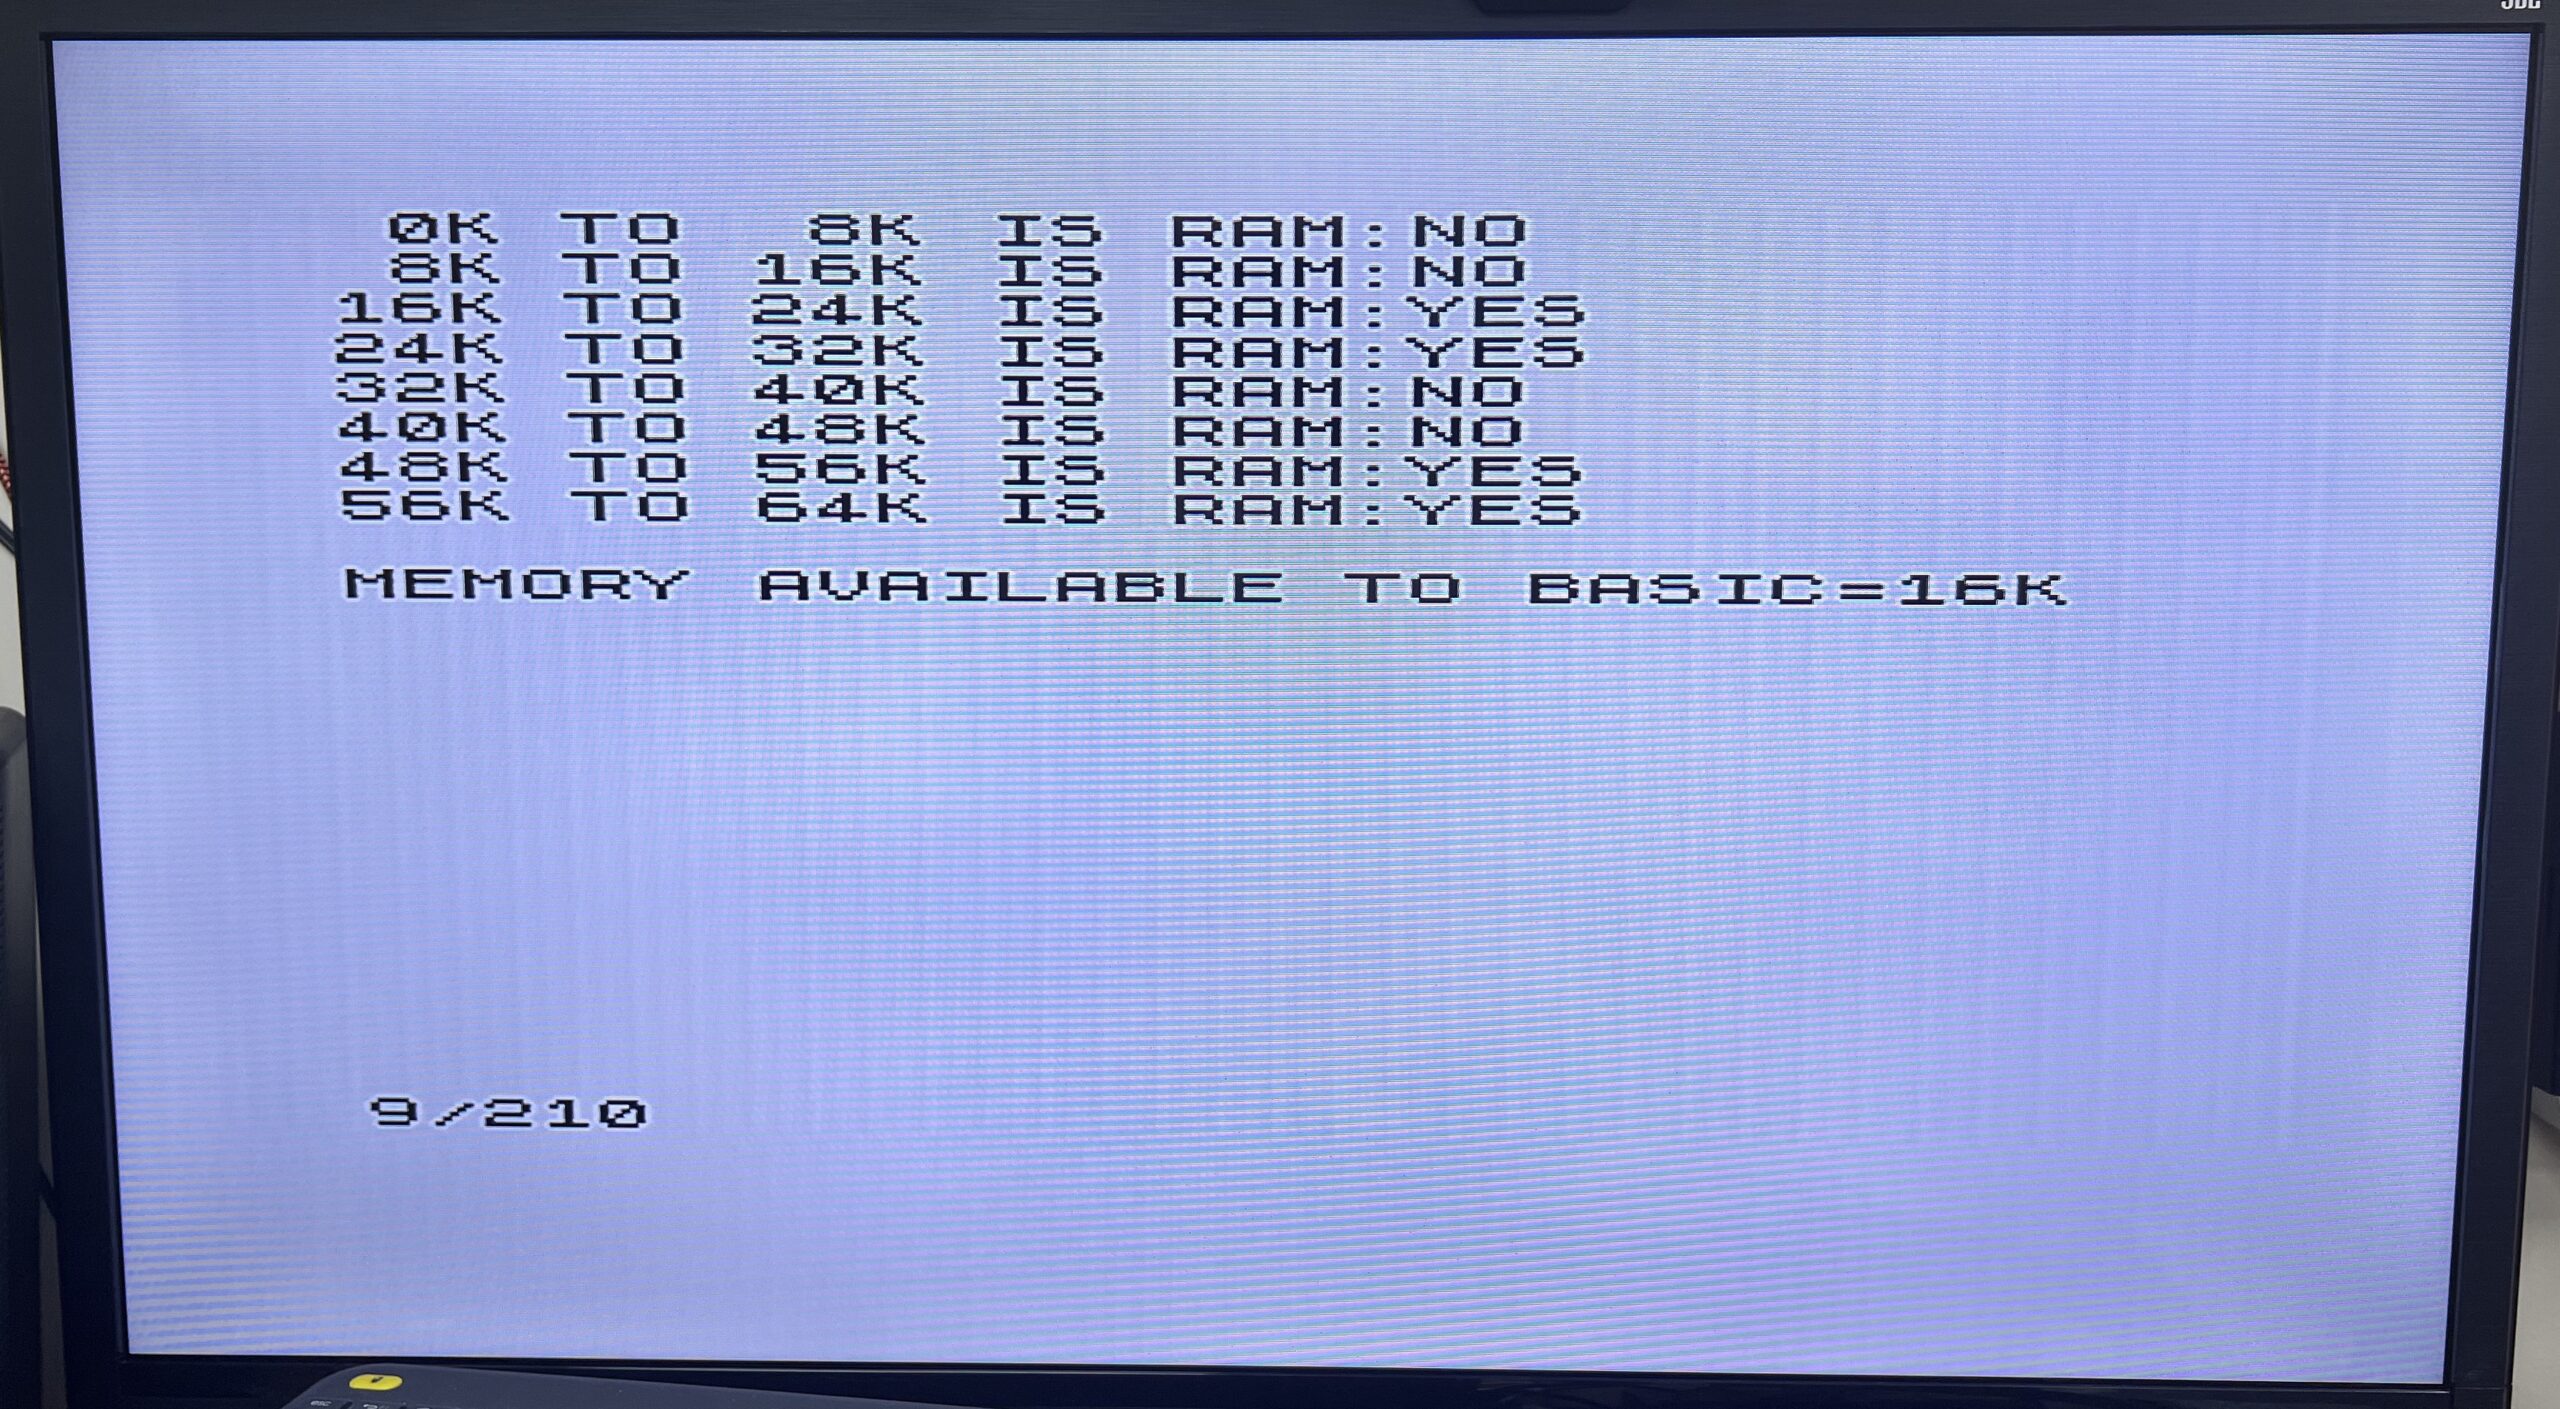 JBL
0K TO  8K IS RAM:NO
8K TO 16K IS RAM:NO
16K TO 24K IS RAM:YES
24K TO 32K IS RAM:YES
32K TO 40K IS RAM:NO
40K TO 48K IS RAM:NO
48K TO 56K IS RAM:YES
56K TO 64K IS RAM:YES
MEMORY AVAILABLE TO BASIC=16K
9/210
esc